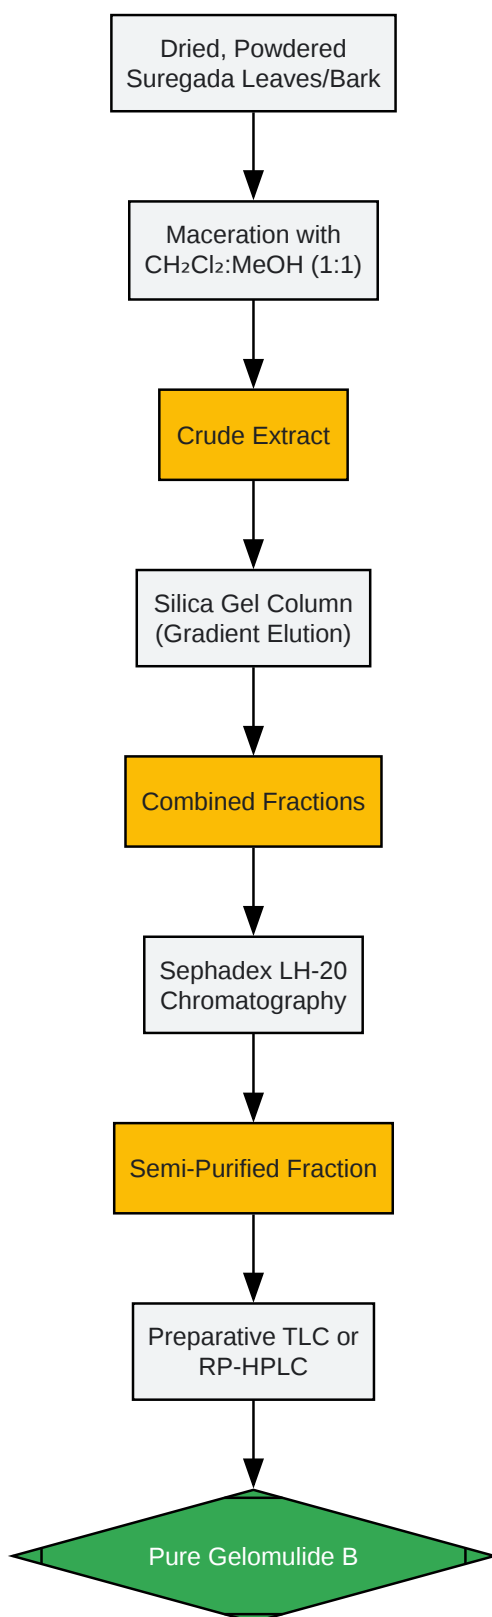 Dried, Powdered
Suregada Leaves/Bark
Maceration with
CH₂Cl₂:MeOH (1:1)
Crude Extract
Silica Gel Column
(Gradient Elution)
Combined Fractions
Sephadex LH-20
Chromatography
Semi-Purified Fraction
Preparative TLC or
RP-HPLC
Pure Gelomulide B